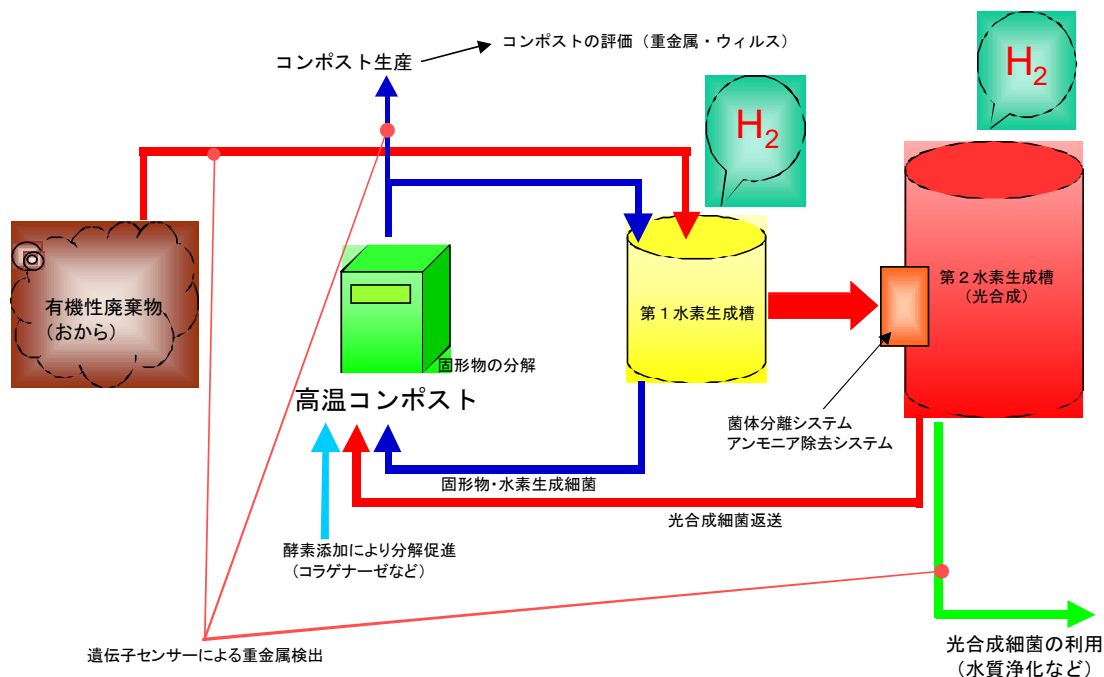 コンポストの評価（重金属・ウィルス）
コンポスト生産
H2
H2
有機性廃棄物
（おから）
固形物の分解
高温コンポスト
第１水素生成槽
第２水素生成槽
（光合成）
菌体分離システム
アンモニア除去システム
固形物・水素生成細菌
光合成細菌返送
酵素添加により分解促進
（コラゲナーゼなど）
遺伝子センサーによる重金属検出
光合成細菌の利用
（水質浄化など）